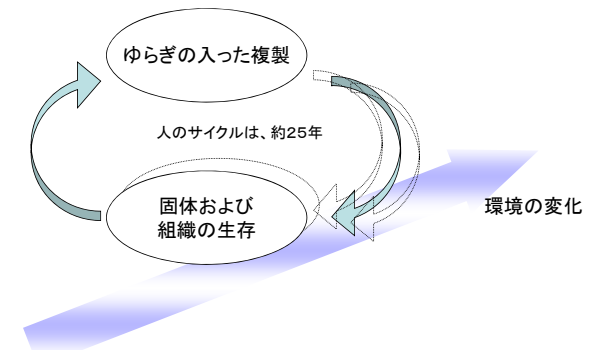 ゆらぎの入った複製
人のサイクルは、約25年
固体および
組織の生存
環境の変化